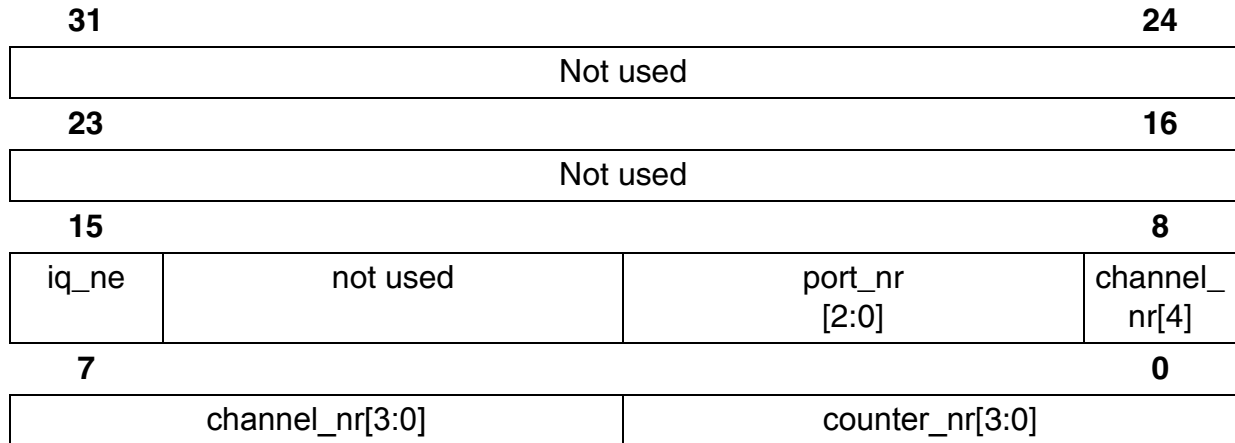 31 24
Not used
23 16
Not used
15 8
iq_ne not used port_nr channel_
[2:0] nr[4]
7 0
channel_nr[3:0] counter_nr[3:0]